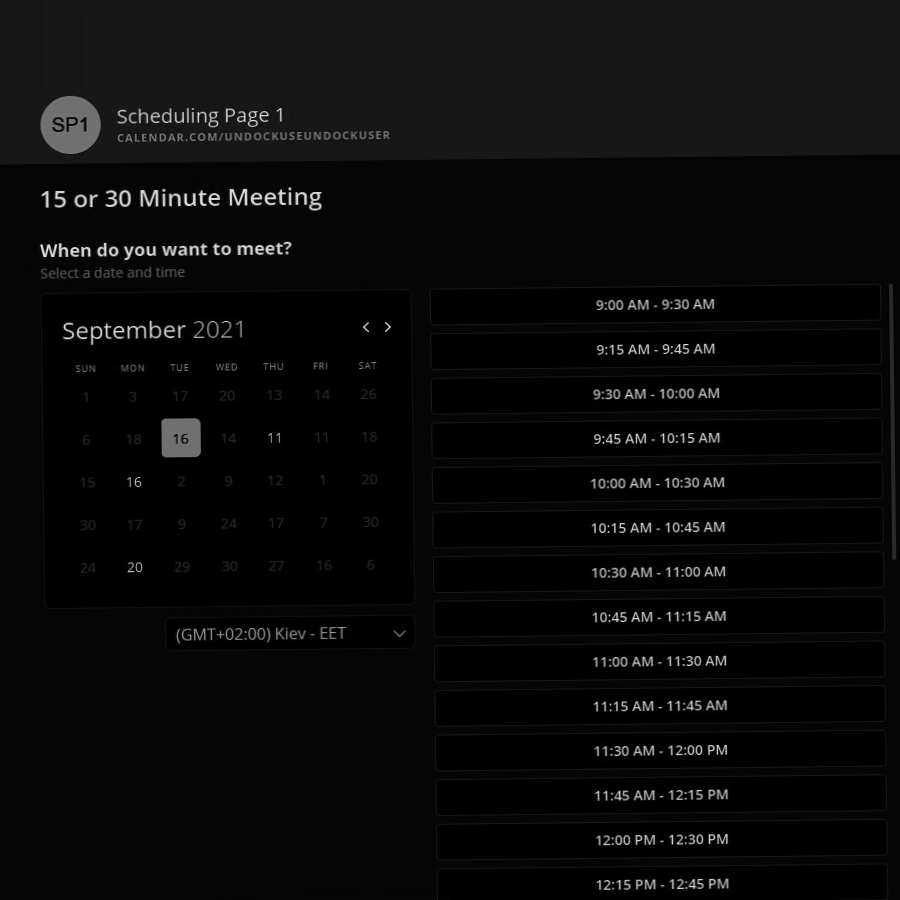 SP1
Scheduling Page 1
CALENDAR.COM/UNDOCKUSEUNDOCKUSER
15 or 30 Minute Meeting
When do you want to meet?
Select a date and time
September 2021
SUN MON TUE WED THU FRI SAT
1 3 17 20 13 14 26
6 18 16 14 11 11 18
15 16 2 9 12 1 20
30 17 9 24 17 7 30
24 20 29 30 27 16 6
(GMT+02:00) Kiev - EET
9:00 AM - 9:30 AM
9:15 AM - 9:45 AM
9:30 AM - 10:00 AM
9:45 AM - 10:15 AM
10:00 AM - 10:30 AM
10:15 AM - 10:45 AM
10:30 AM - 11:00 AM
10:45 AM - 11:15 AM
11:00 AM - 11:30 AM
11:15 AM - 11:45 AM
11:30 AM - 12:00 PM
11:45 AM - 12:15 PM
12:00 PM - 12:30 PM
12:15 PM - 12:45 PM